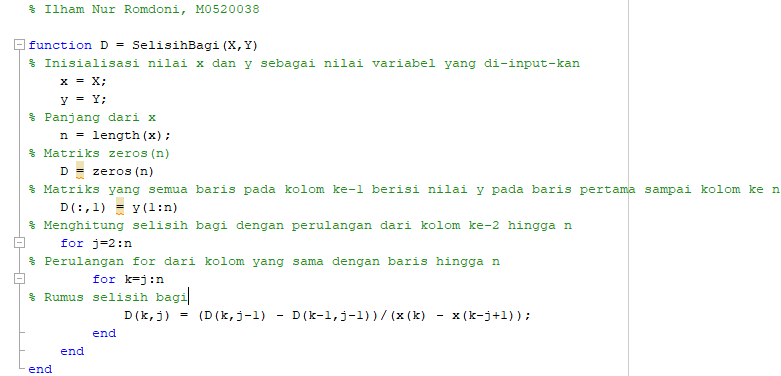 % Ilham Nur Romdoni, M0520038
function D = SelisihBagi(X,Y)
% Inisialisasi nilai x dan y sebagai nilai variabel yang di-input-kan
x = X;
y = Y;
% Panjang dari x
n = length(x);
% Matriks zeros(n)
D = zeros(n)
% Matriks yang semua baris pada kolom ke-1 berisi nilai y pada baris pertama sampai kolom ke n
D(:,1) = y(1:n)
% Menghitung selisih bagi dengan perulangan dari kolom ke-2 hingga n
for j=2:n
% Perulangan for dari kolom yang sama dengan baris hingga n
for k=j:n
% Rumus selisih bagi
D(k,j) = (D(k,j-1) - D(k-1,j-1))/(x(k) - x(k-j+1));
end
end
end